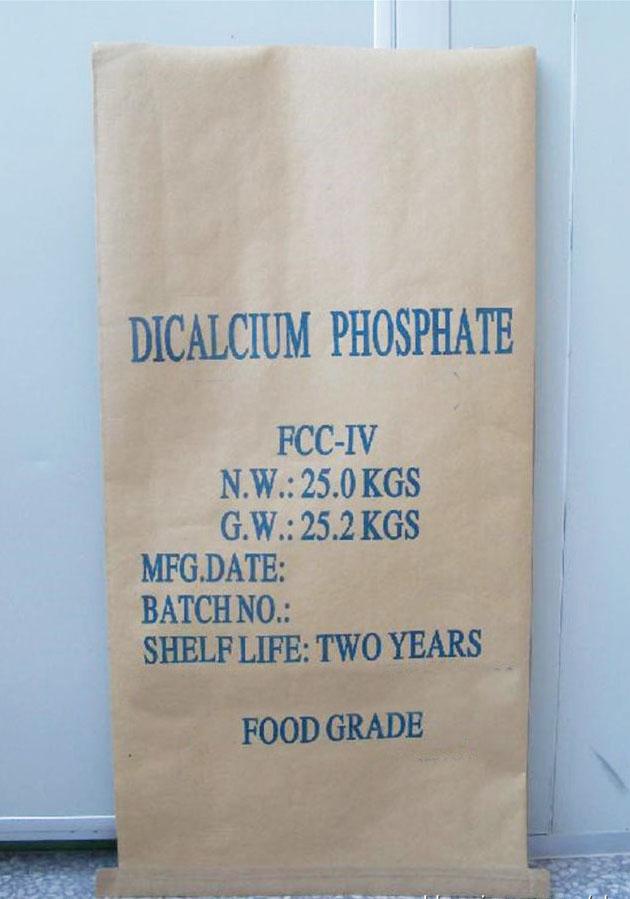 DICALCIUM PHOSPHATE
FCC-IV
N.W.: 25.0 KGS
G.W.: 25.2 KGS
MFG.DATE:
BATCH NO.:
SHELF LIFE: TWO YEARS
FOOD GRADE